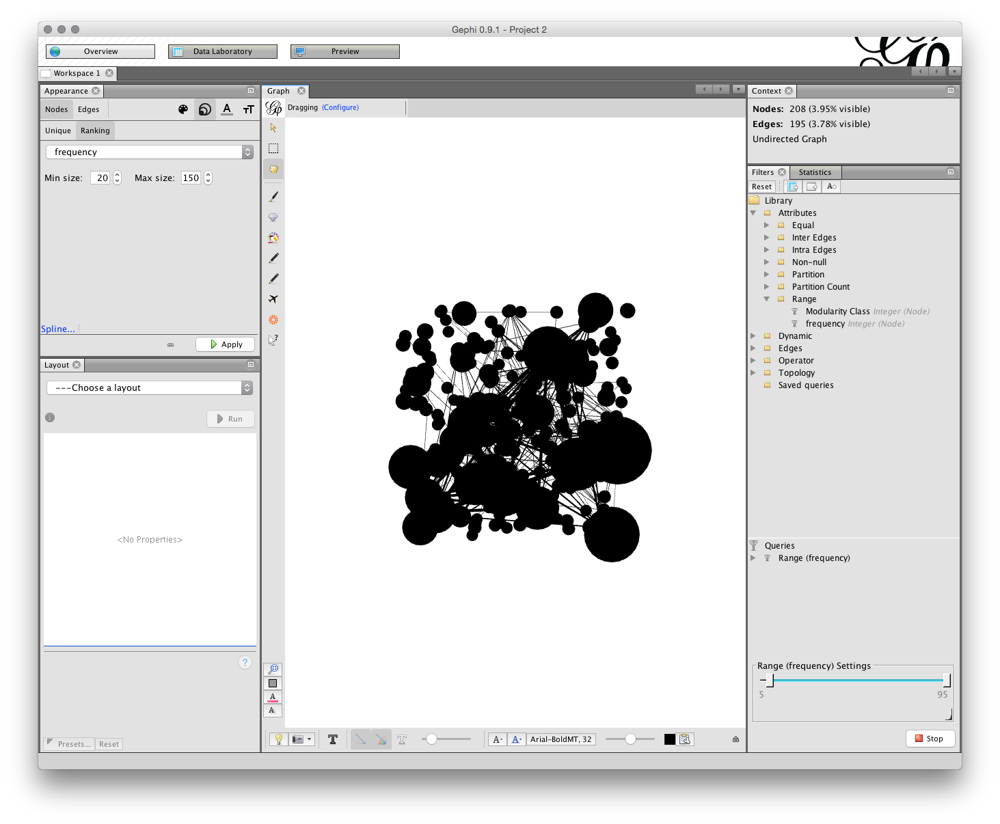 Gephi 0.9.1 - Project 2
Overview
Data Laboratory
Preview
Workspace 1
Appearance
Nodes
Edges
Unique
Ranking
frequency
Min size: 20
Max size: 150
Spline...
Apply
Layout
---Choose a layout
Run
<No Properties>
?
Presets...
Reset
Graph
Dragging (Configure)
Arial-BoldMT, 32
Context
Nodes: 208 (3.95% visible)
Edges: 195 (3.78% visible)
Undirected Graph
Filters
Statistics
Reset
Library
Attributes
Equal
Inter Edges
Intra Edges
Non-null
Partition
Partition Count
Range
Modularity Class Integer (Node)
frequency Integer (Node)
Dynamic
Edges
Operator
Topology
Saved queries
Queries
Range (frequency)
Range (frequency) Settings
5
95
Stop